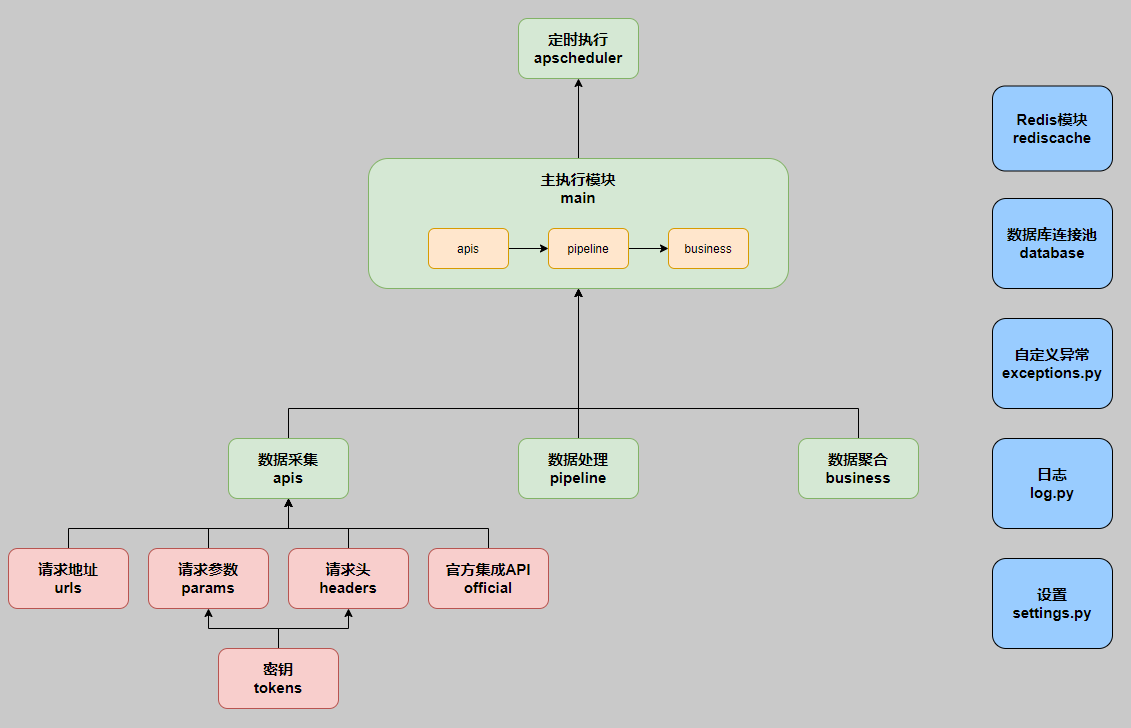 定时执行
apscheduler
主执行模块
main
apis
pipeline
business
数据采集
apis
数据处理
pipeline
数据聚合
business
请求地址
urls
请求参数
params
请求头
headers
官方集成API
official
密钥
tokens
Redis模块
rediscache
数据库连接池
database
自定义异常
exceptions.py
日志
log.py
设置
settings.py